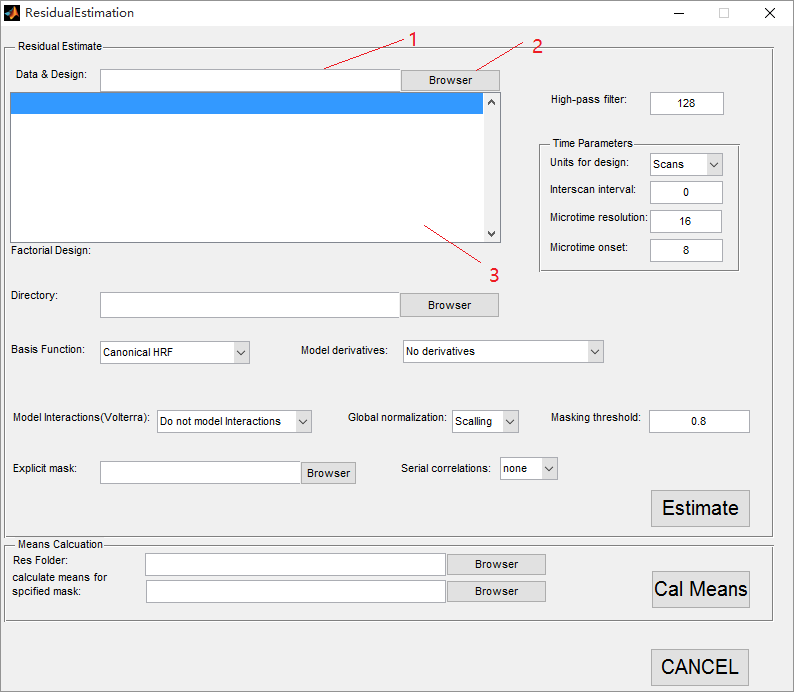 ResidualEstimation
Residual Estimate
1
2
Data & Design:
Browser
High-pass filter:
128
Time Parameters
Units for design:
Scans
Interscan interval:
0
Microtime resolution:
16
Microtime onset:
8
3
Factorial Design:
Directory:
Browser
Basis Function:
Canonical HRF
Model derivatives:
No derivatives
Model Interactions(Volterra):
Do not model Interactions
Global normalization:
Scalling
Masking threshold:
0.8
Explicit mask:
Browser
Serial correlations:
none
Estimate
Means Calcuation
Res Folder:
Browser
calculate means for
spcified mask:
Browser
Cal Means
CANCEL